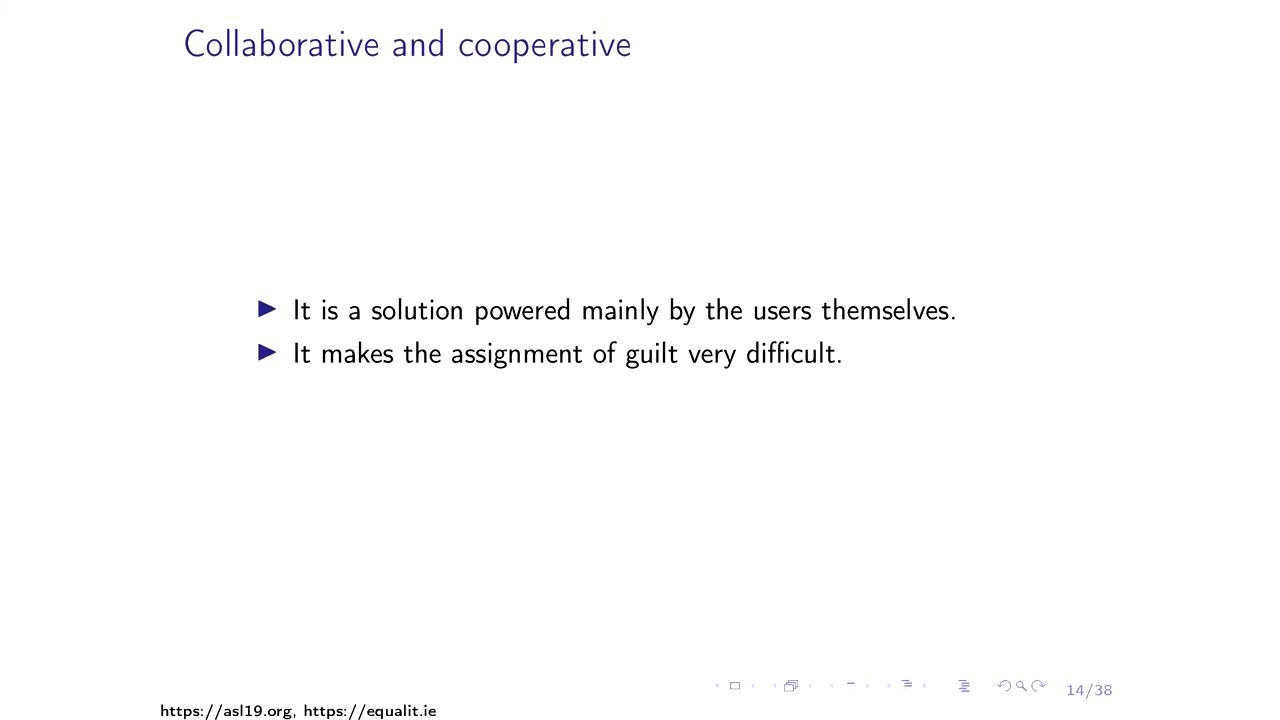 Collaborative and cooperative
It is a solution powered mainly by the users themselves.
It makes the assignment of guilt very difficult.
14/38
https://asl19.org, https://equalit.ie